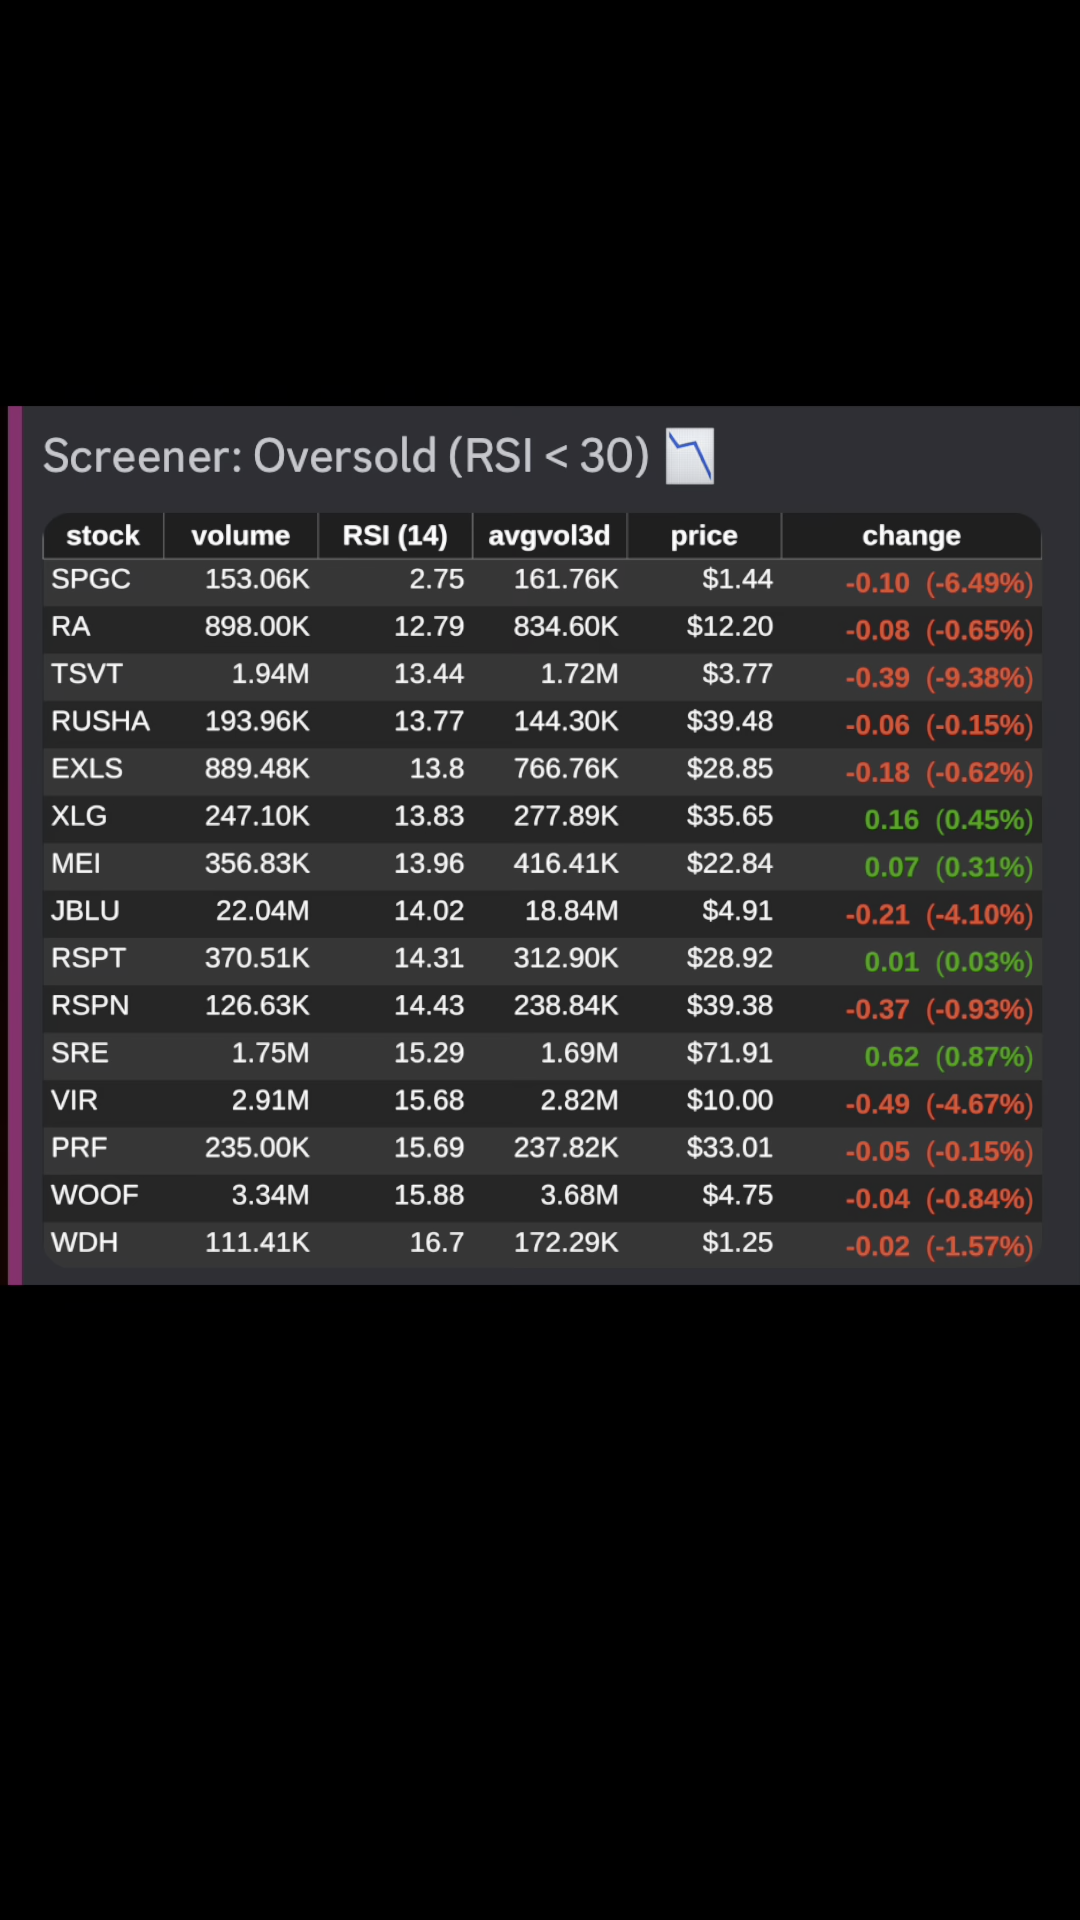 Screener: Oversold (RSI < 30) 📉
stock volume RSI (14) avgvol3d price change
SPGC 153.06K 2.75 161.76K $1.44 -0.10 (-6.49%)
RA 898.00K 12.79 834.60K $12.20 -0.08 (-0.65%)
TSVT 1.94M 13.44 1.72M $3.77 -0.39 (-9.38%)
RUSHA 193.96K 13.77 144.30K $39.48 -0.06 (-0.15%)
EXLS 889.48K 13.8 766.76K $28.85 -0.18 (-0.62%)
XLG 247.10K 13.83 277.89K $35.65 0.16 (0.45%)
MEI 356.83K 13.96 416.41K $22.84 0.07 (0.31%)
JBLU 22.04M 14.02 18.84M $4.91 -0.21 (-4.10%)
RSPT 370.51K 14.31 312.90K $28.92 0.01 (0.03%)
RSPN 126.63K 14.43 238.84K $39.38 -0.37 (-0.93%)
SRE 1.75M 15.29 1.69M $71.91 0.62 (0.87%)
VIR 2.91M 15.68 2.82M $10.00 -0.49 (-4.67%)
PRF 235.00K 15.69 237.82K $33.01 -0.05 (-0.15%)
WOOF 3.34M 15.88 3.68M $4.75 -0.04 (-0.84%)
WDH 111.41K 16.7 172.29K $1.25 -0.02 (-1.57%)